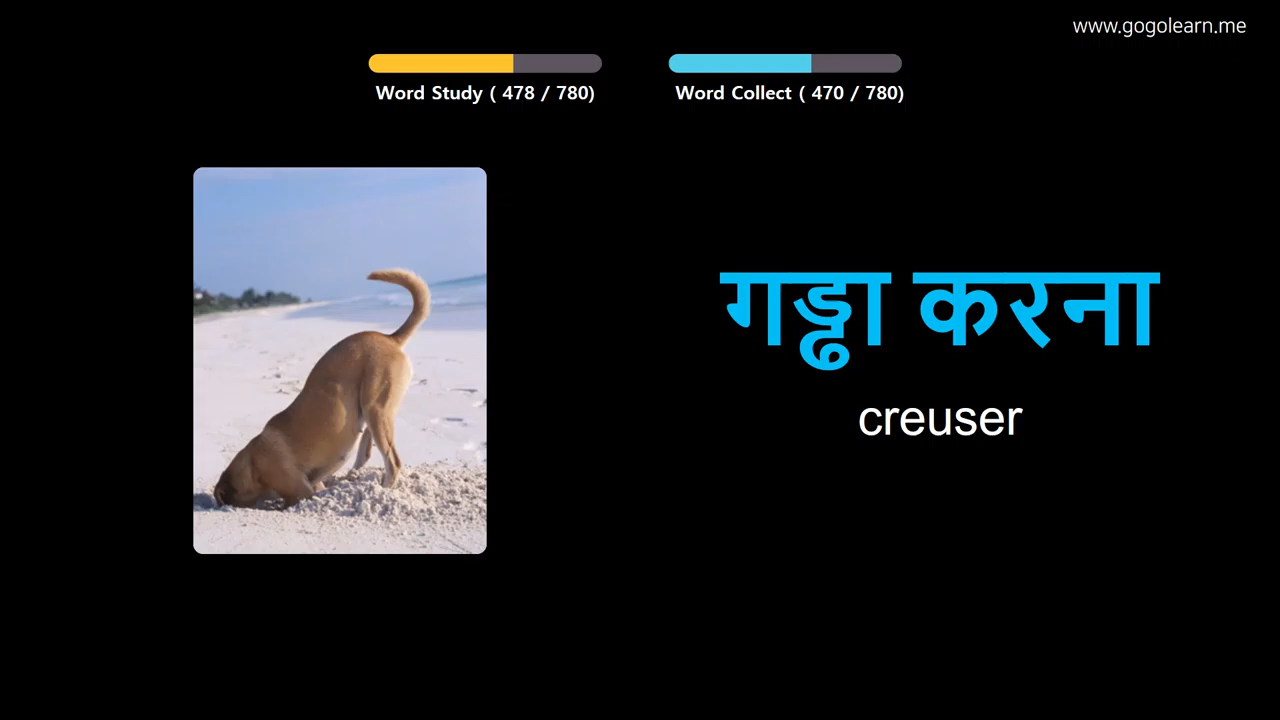 www.gogolearn.me
Word Study ( 478 / 780)
Word Collect ( 470 / 780)
गड्ढा करना
creuser